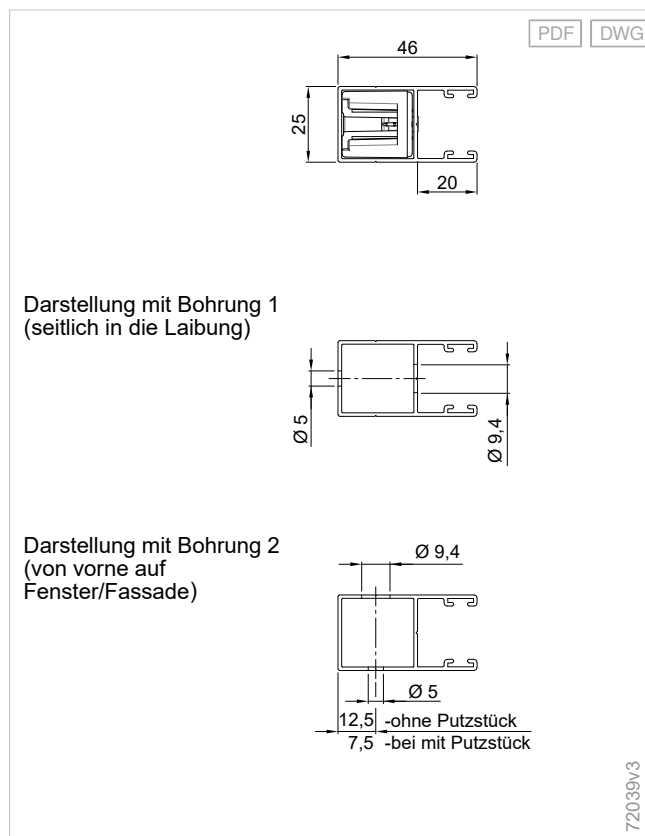 PDF DWG
46
25
20
Darstellung mit Bohrung 1
(seitlich in die Laibung)
Ø 5
Ø 9,4
Darstellung mit Bohrung 2
(von vorne auf
Fenster/Fassade)
Ø 9,4
Ø 5
12,5 -ohne Putzstück
7,5 -bei mit Putzstück
72039v3